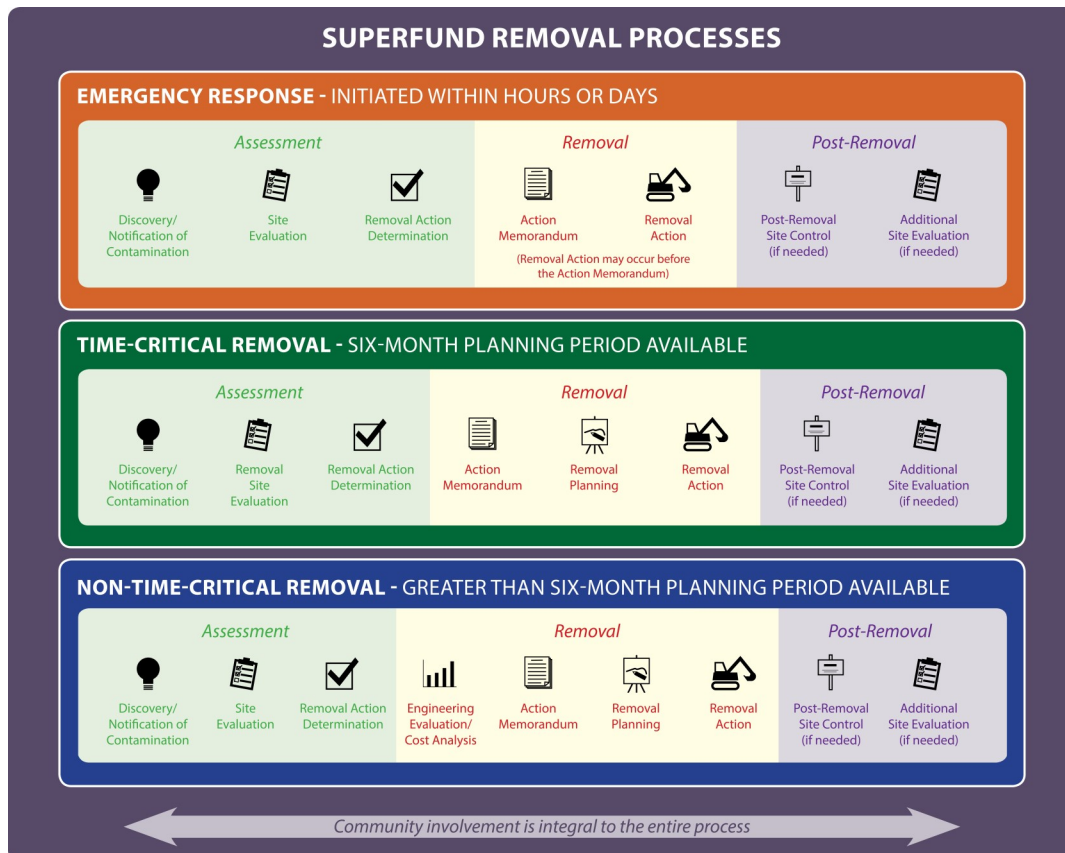 SUPERFUND REMOVAL PROCESSES
EMERGENCY RESPONSE - INITIATED WITHIN HOURS OR DAYS
Assessment
Discovery/
Notification of
Contamination
Site
Evaluation
Removal Action
Determination
Removal
Action
Memorandum
Removal
Action
(Removal Action may occur before
the Action Memorandum)
Post-Removal
Post-Removal
Site Control
(if needed)
Additional
Site Evaluation
(if needed)
TIME-CRITICAL REMOVAL - SIX-MONTH PLANNING PERIOD AVAILABLE
Assessment
Discovery/
Notification of
Contamination
Removal
Site
Evaluation
Removal Action
Determination
Removal
Action
Memorandum
Removal
Planning
Removal
Action
Post-Removal
Post-Removal
Site Control
(if needed)
Additional
Site Evaluation
(if needed)
NON-TIME-CRITICAL REMOVAL - GREATER THAN SIX-MONTH PLANNING PERIOD AVAILABLE
Assessment
Discovery/
Notification of
Contamination
Site
Evaluation
Removal Action
Determination
Removal
Engineering
Evaluation/
Cost Analysis
Action
Memorandum
Removal
Planning
Removal
Action
Post-Removal
Post-Removal
Site Control
(if needed)
Additional
Site Evaluation
(if needed)
Community involvement is integral to the entire process